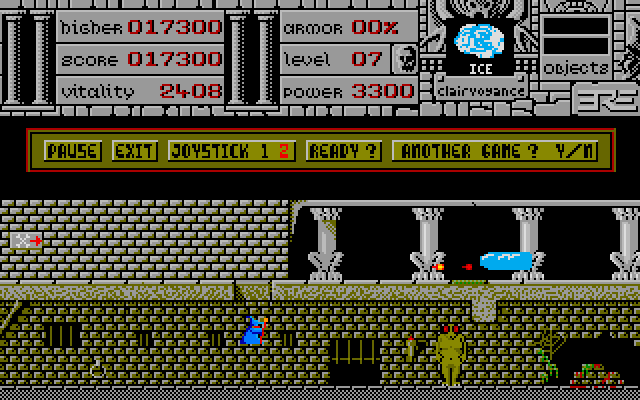 higher 017300 armor 00%
score 017300 level 07 ICE OBJECTS
vitality 2408 power 3300 clairvoyance
ERE
PAUSE EXIT JOYSTICK 1 2 READY ? ANOTHER GAME ? Y/N